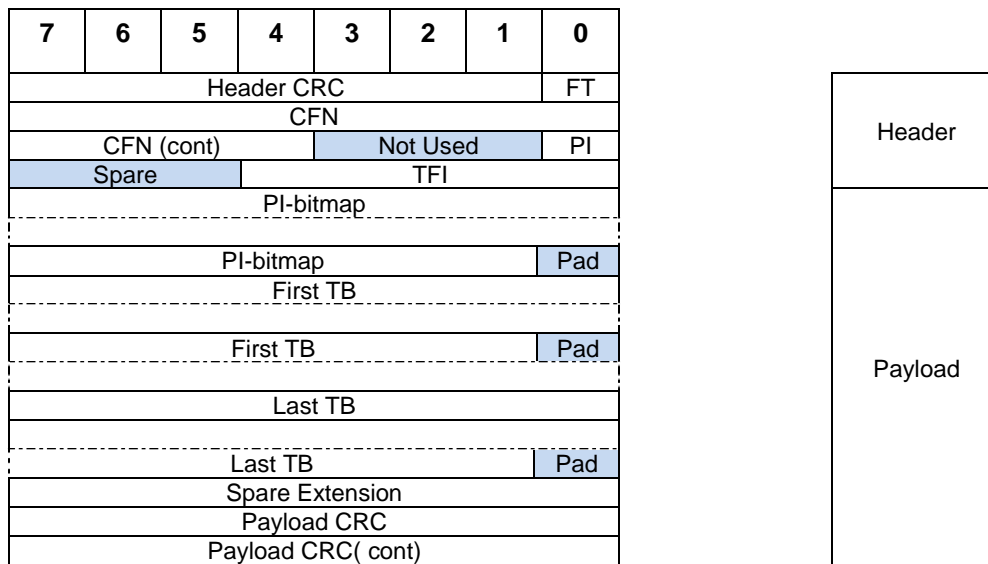 7 6 5 4 3 2 1 0
Header CRC FT
CFN
Header
CFN (cont) Not Used PI
Spare TFI
PI-bitmap
PI-bitmap Pad
First TB
First TB Pad
Payload
Last TB
Last TB Pad
Spare Extension
Payload CRC
Payload CRC( cont)